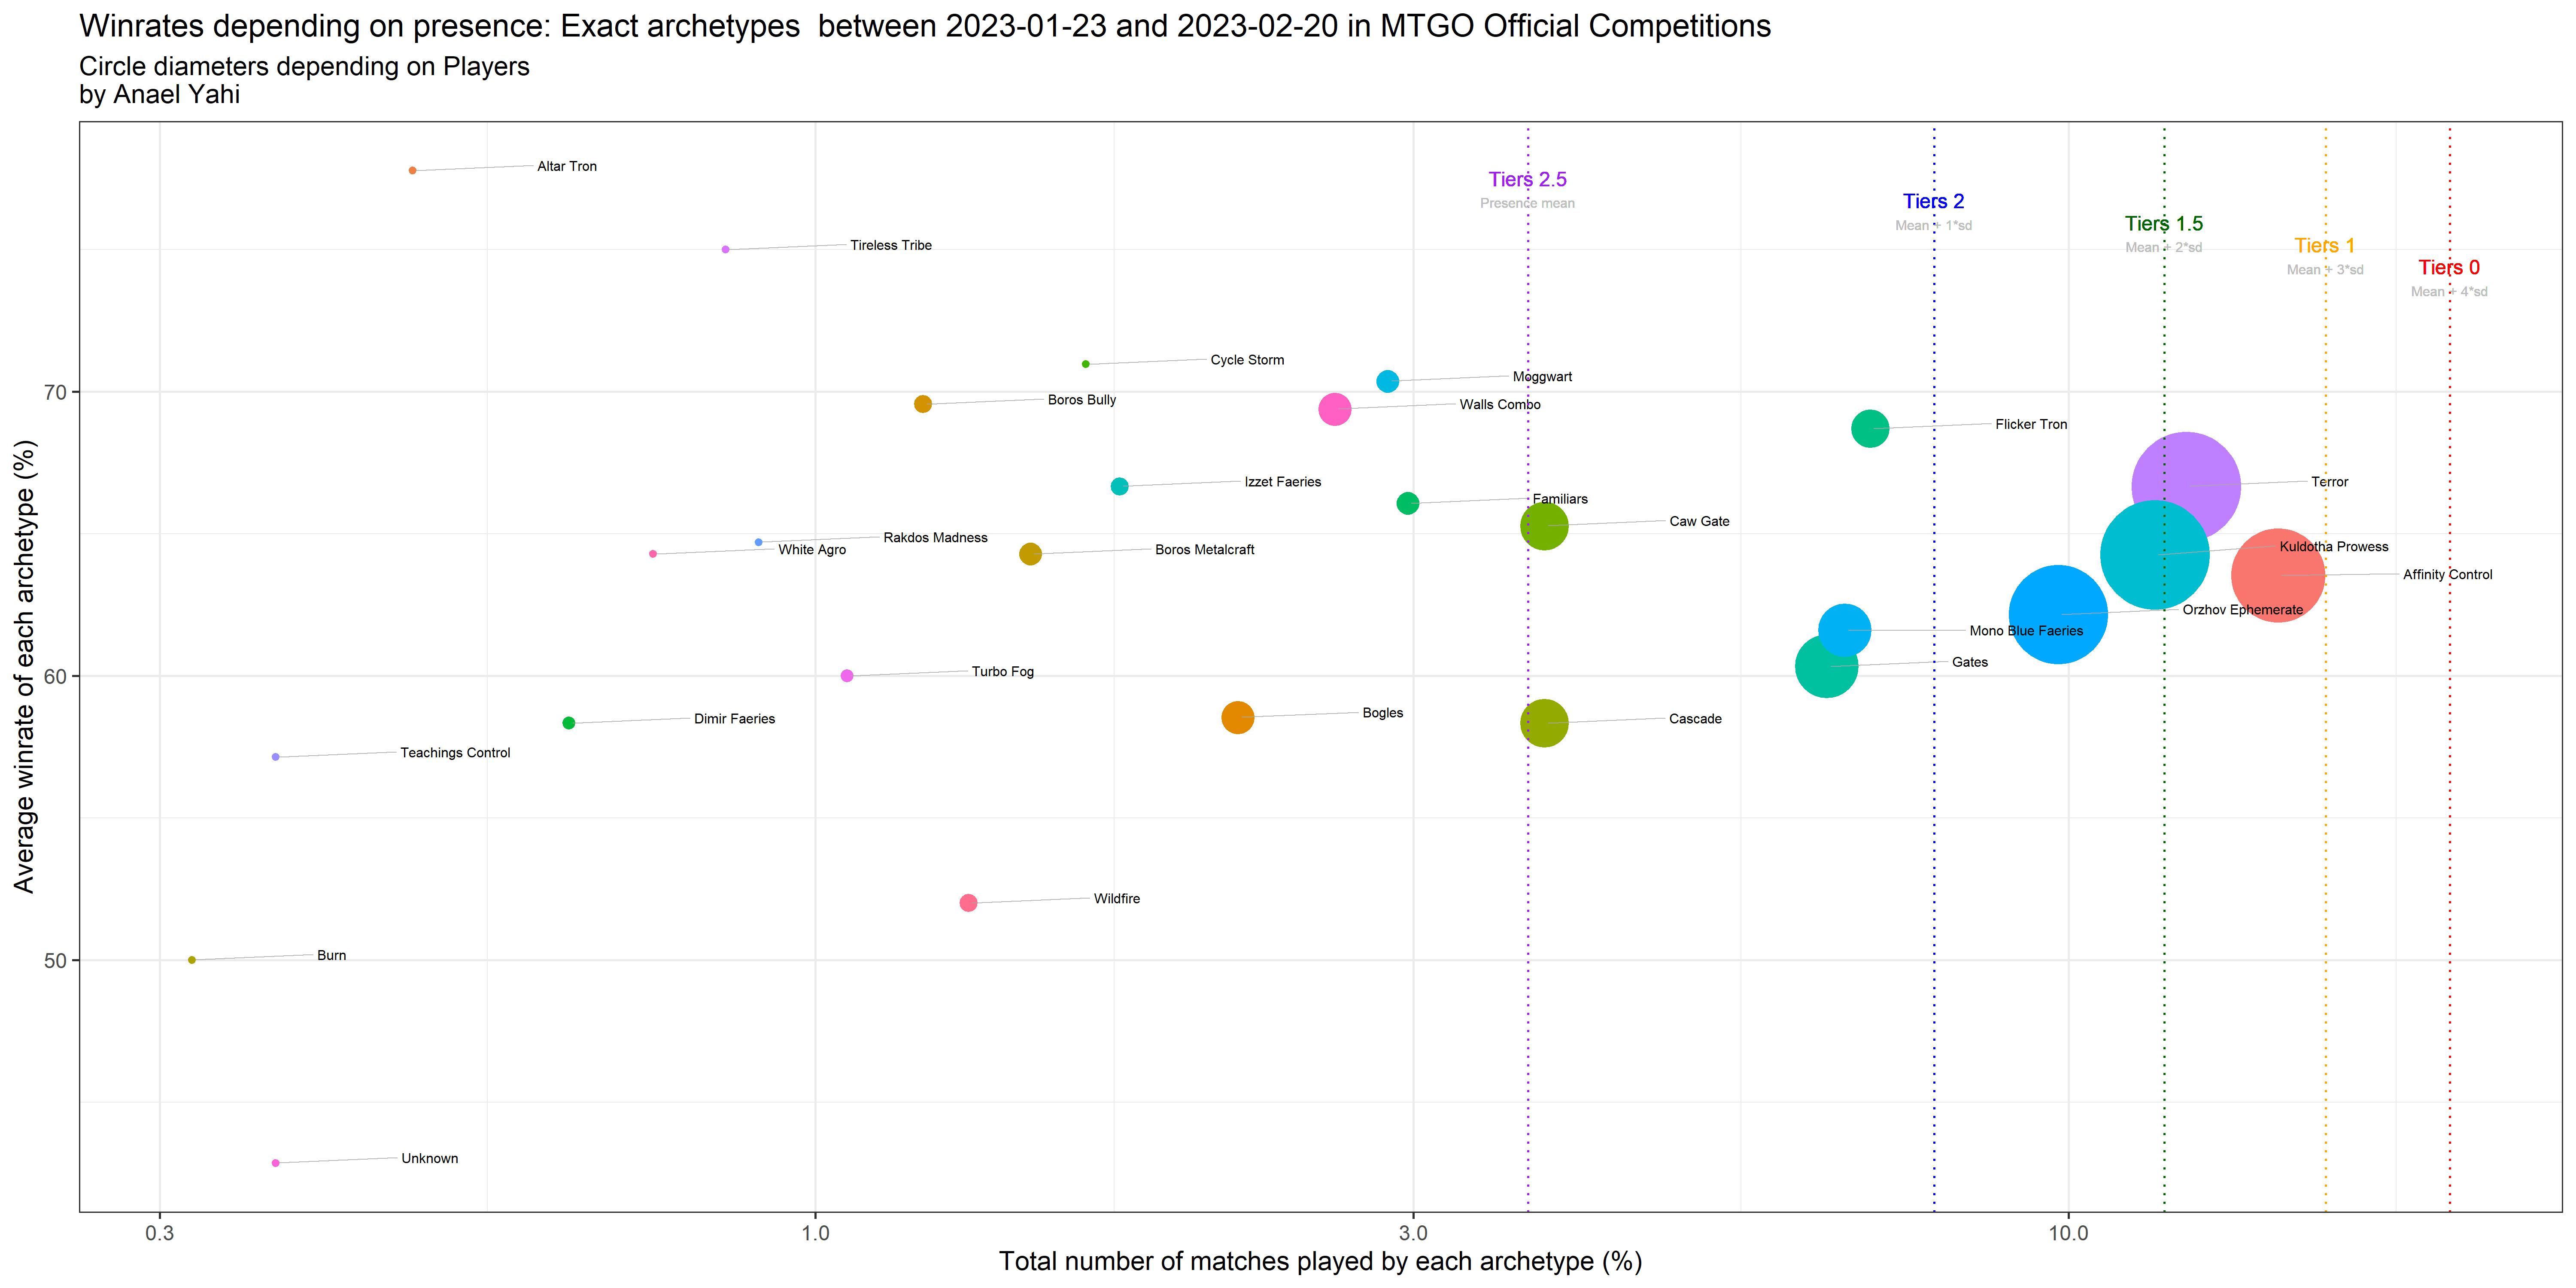 Winrates depending on presence: Exact archetypes  between 2023-01-23 and 2023-02-20 in MTGO Official Competitions
Circle diameters depending on Players
by Anael Yahi
Altar Tron
Tiers 2.5
Presence mean
Tiers 2
Mean + 1*sd
Tiers 1.5
Mean + 2*sd
Tiers 1
Mean + 3*sd
Tiers 0
Mean + 4*sd
Tireless Tribe
Cycle Storm
Moggwart
Boros Bully
Walls Combo
Flicker Tron
Izzet Faeries
Terror
Familiars
Caw Gate
Rakdos Madness
White Agro
Boros Metalcraft
Kuldotha Prowess
Affinity Control
Orzhov Ephemerate
Mono Blue Faeries
Gates
Turbo Fog
Bogles
Dimir Faeries
Cascade
Teachings Control
Wildfire
Burn
Unknown
70
60
50
Average winrate of each archetype (%)
0.3
1.0
3.0
10.0
Total number of matches played by each archetype (%)